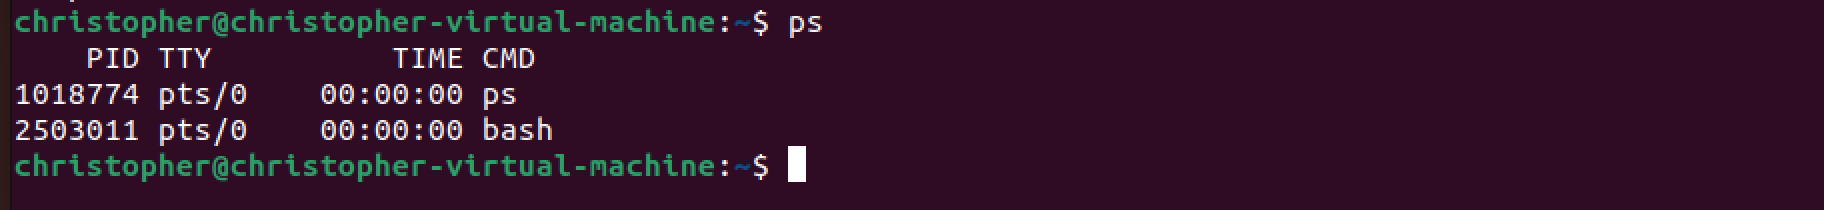 christopher@christopher-virtual-machine:~$ ps
    PID TTY          TIME CMD
1018774 pts/0    00:00:00 ps
2503011 pts/0    00:00:00 bash
christopher@christopher-virtual-machine:~$